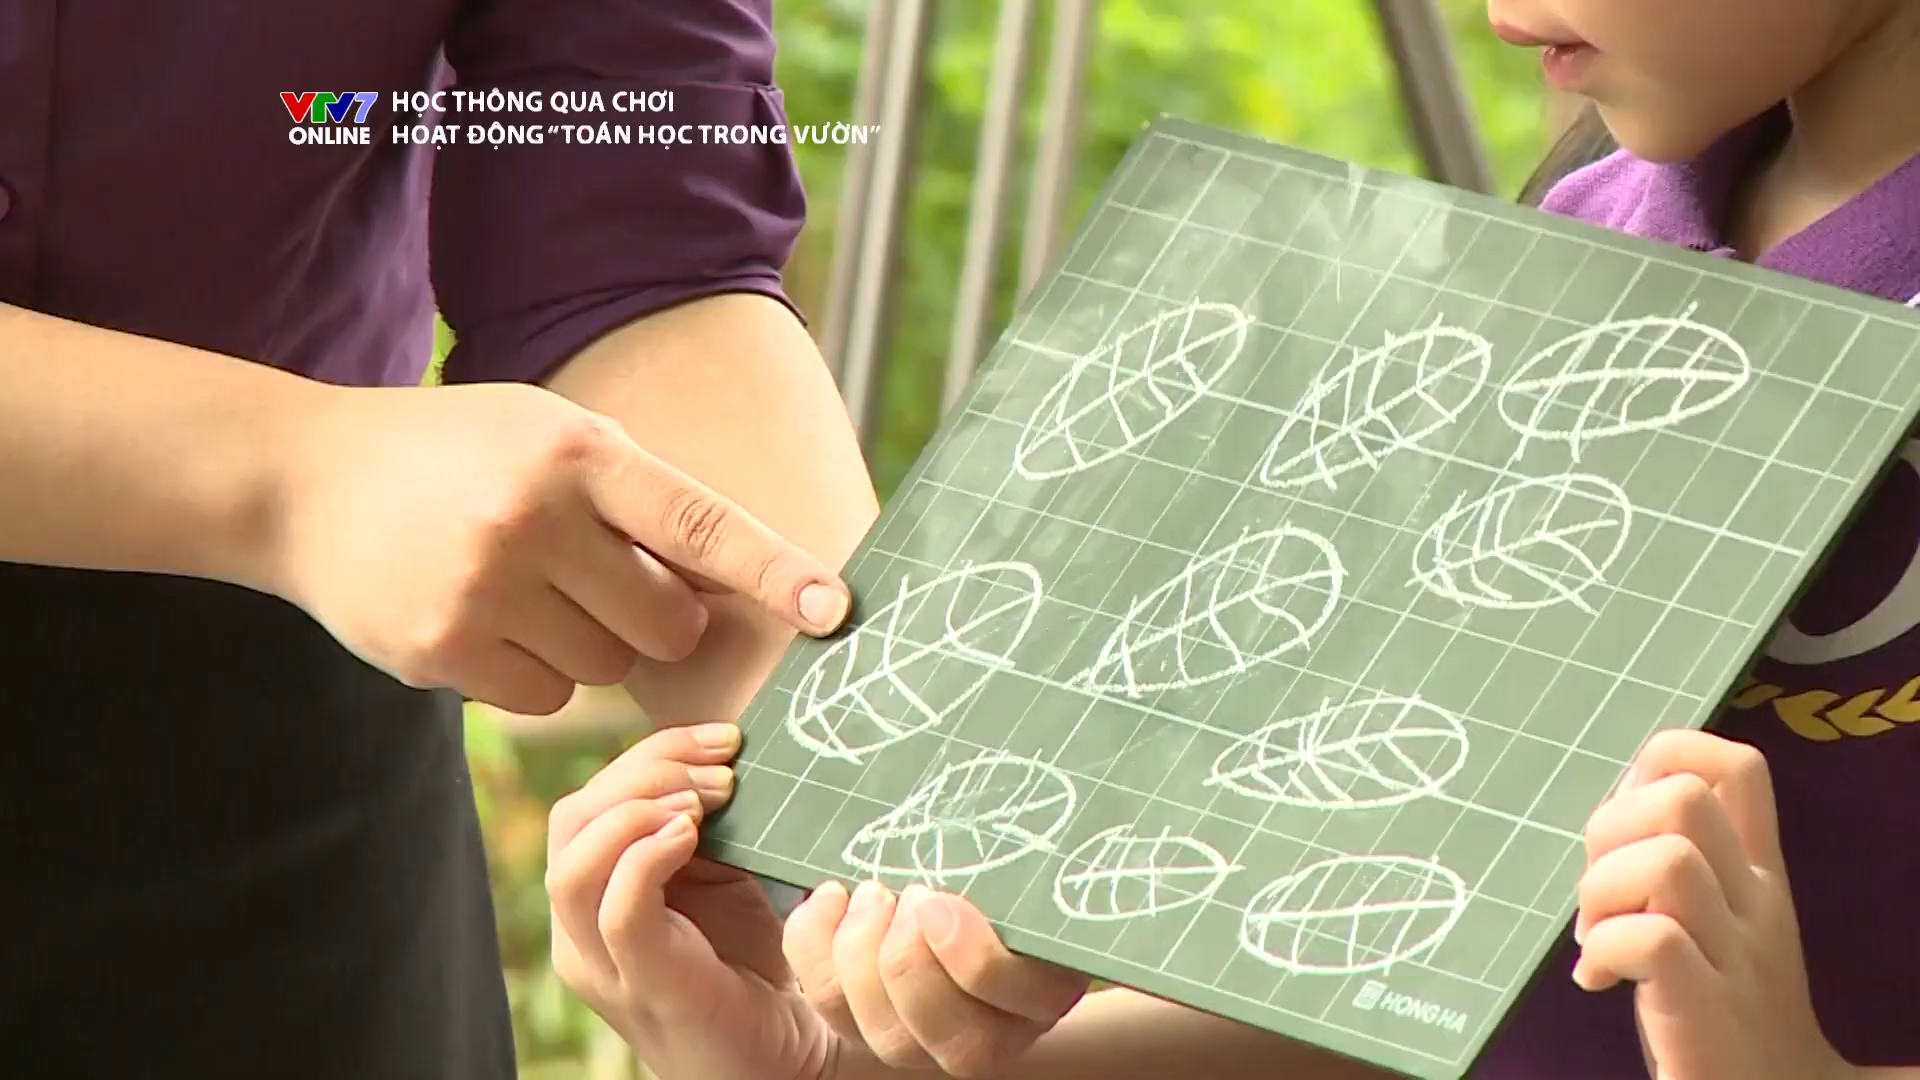 VTV7 HỌC THÔNG QUA CHƠI
ONLINE HOẠT ĐỘNG “TOÁN HỌC TRONG VƯỜN”
HONG HA